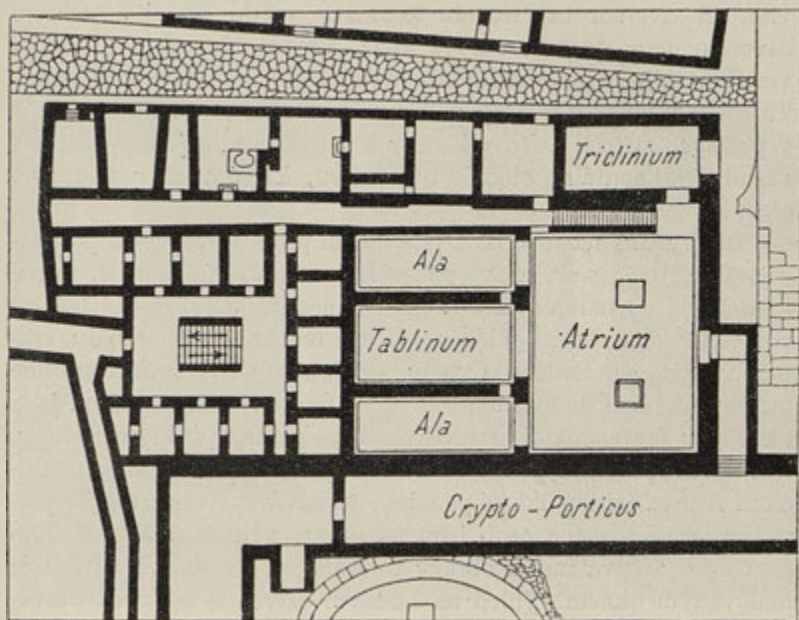 Triclinium
Ala
Tablinum
Atrium
Ala
Crypto-Porticus